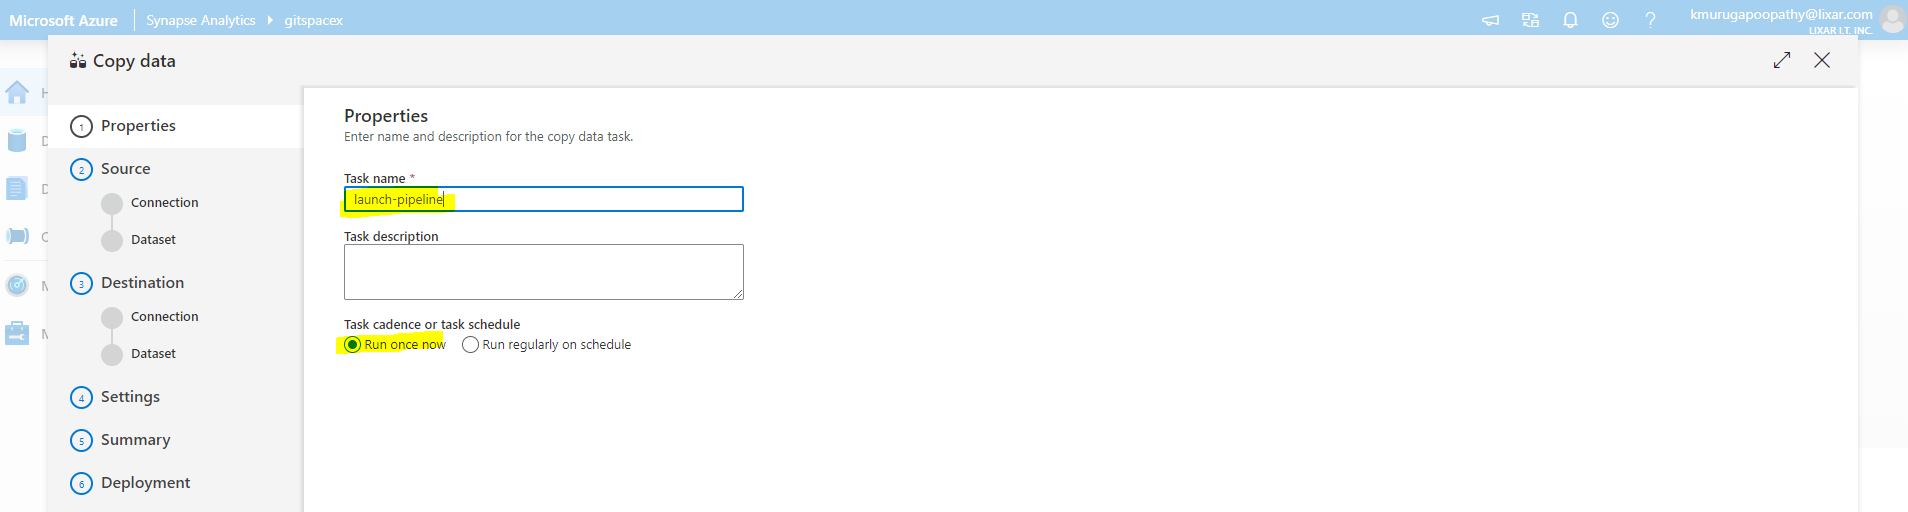 Microsoft Azure Synapse Analytics gitspacex ? kmurugapoopathy@lixar.com
LIXAR I.T. INC.
Copy data
1 Properties
2 Source
Connection
Dataset
3 Destination
Connection
Dataset
4 Settings
5 Summary
6 Deployment
H
D
D
M
M
Properties
Enter name and description for the copy data task.
Task name *
launch-pipeline
Task description
Task cadence or task schedule
Run once now Run regularly on schedule